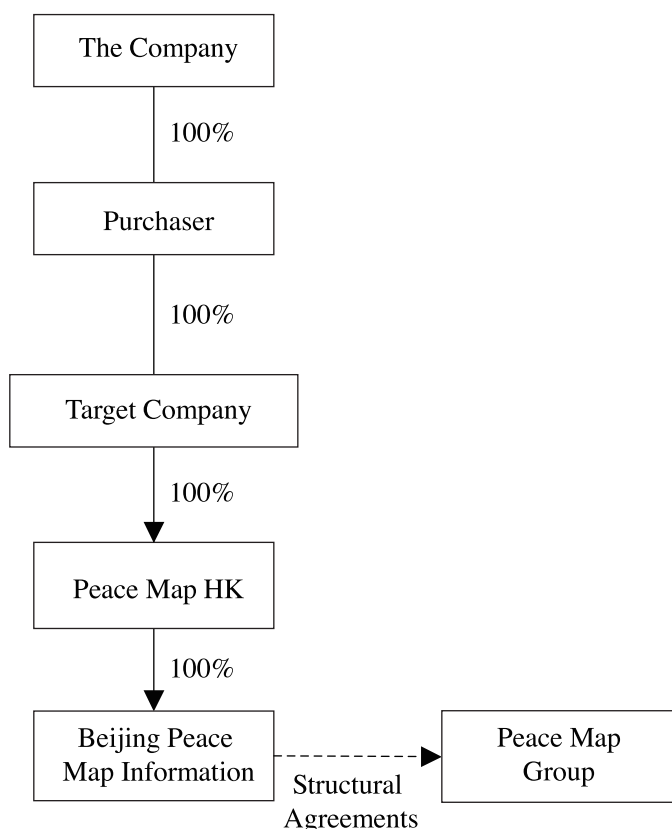 The Company
100%
Purchaser
100%
Target Company
100%
Peace Map HK
100%
Beijing Peace
Map Information
Structural
Agreements
Peace Map
Group